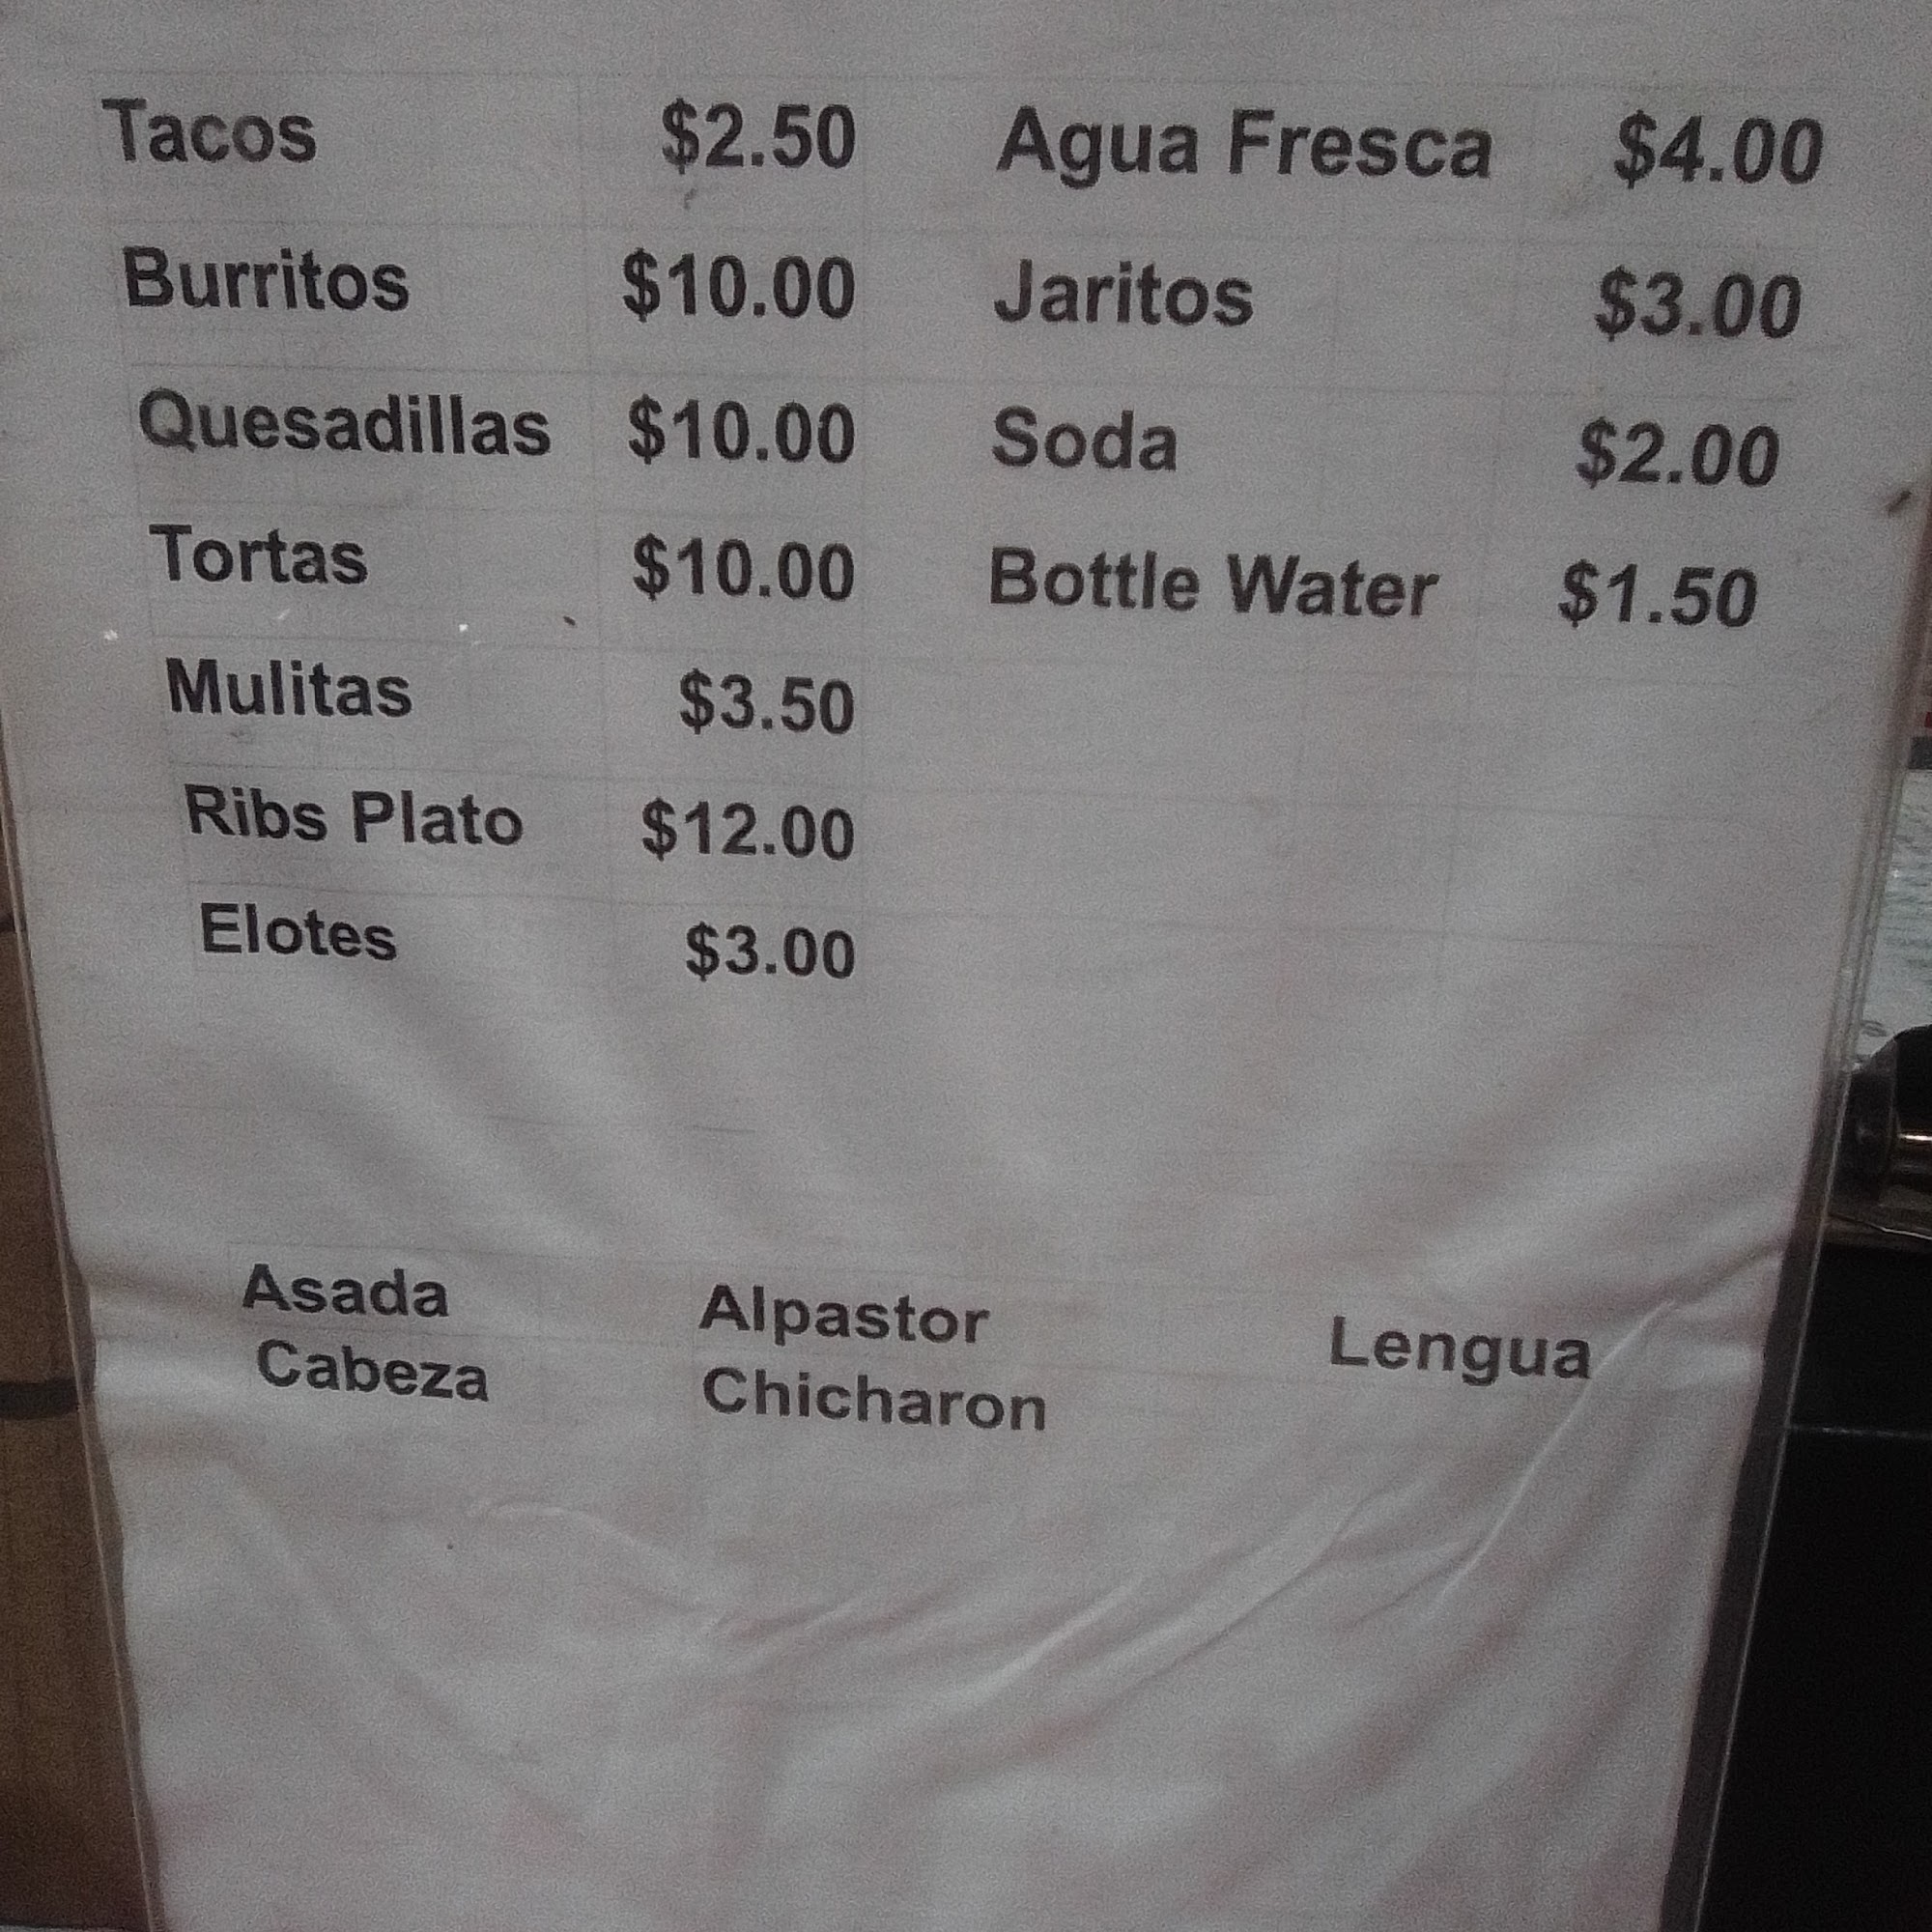 Tacos $2.50 Agua Fresca $4.00
Burritos $10.00 Jaritos $3.00
Quesadillas $10.00 Soda $2.00
Tortas $10.00 Bottle Water $1.50
Mulitas $3.50
Ribs Plato $12.00
Elotes $3.00
Asada Alpastor Lengua
Cabeza Chicharon